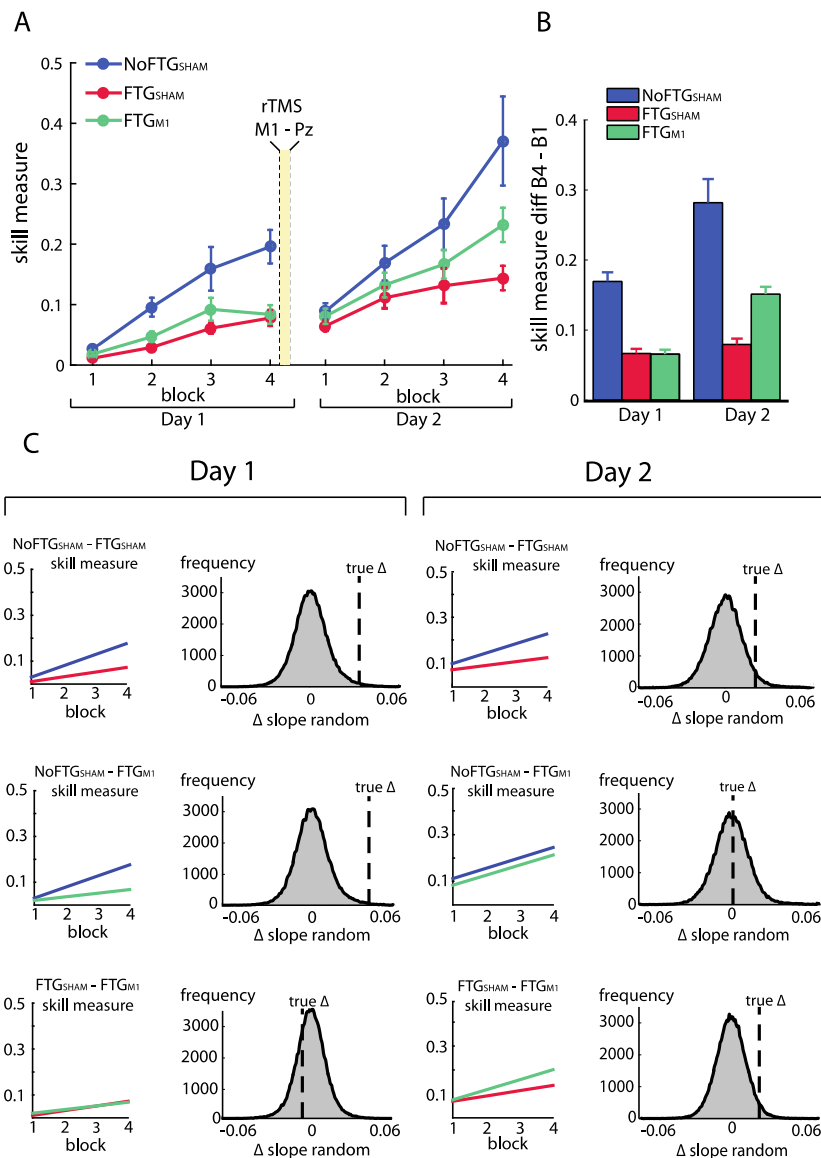 A
NoFTGSHAM
FTGSHAM
FTGM1
rTMS
M1 - Pz
skill measure
0.5
0.4
0.3
0.2
0.1
0
1 2 3 4
block
Day 1
1 2 3 4
block
Day 2
B
NoFTGSHAM
FTGSHAM
FTGM1
skill measure diff B4 - B1
0.4
0.3
0.2
0.1
0
Day 1 Day 2
C
Day 1
Day 2
NoFTGSHAM - FTGSHAM
skill measure
0.5
0.3
0.1
1 2 3 4
block
frequency
true Δ
3000
2000
1000
0
-0.06 0 0.06
Δ slope random
NoFTGSHAM - FTGSHAM
skill measure
0.5
0.3
0.1
1 2 3 4
block
frequency
true Δ
3000
2000
1000
0
-0.06 0 0.06
Δ slope random
NoFTGSHAM - FTGM1
skill measure
0.5
0.3
0.1
1 2 3 4
block
frequency
true Δ
3000
2000
1000
0
-0.06 0 0.06
Δ slope random
NoFTGSHAM - FTGM1
skill measure
0.5
0.3
0.1
1 2 3 4
block
frequency
true Δ
3000
2000
1000
0
-0.06 0 0.06
Δ slope random
FTGSHAM - FTGM1
skill measure
0.5
0.3
0.1
1 2 3 4
block
frequency
true Δ
3000
2000
1000
0
-0.06 0 0.06
Δ slope random
FTGSHAM - FTGM1
skill measure
0.5
0.3
0.1
1 2 3 4
block
frequency
true Δ
3000
2000
1000
0
-0.06 0 0.06
Δ slope random